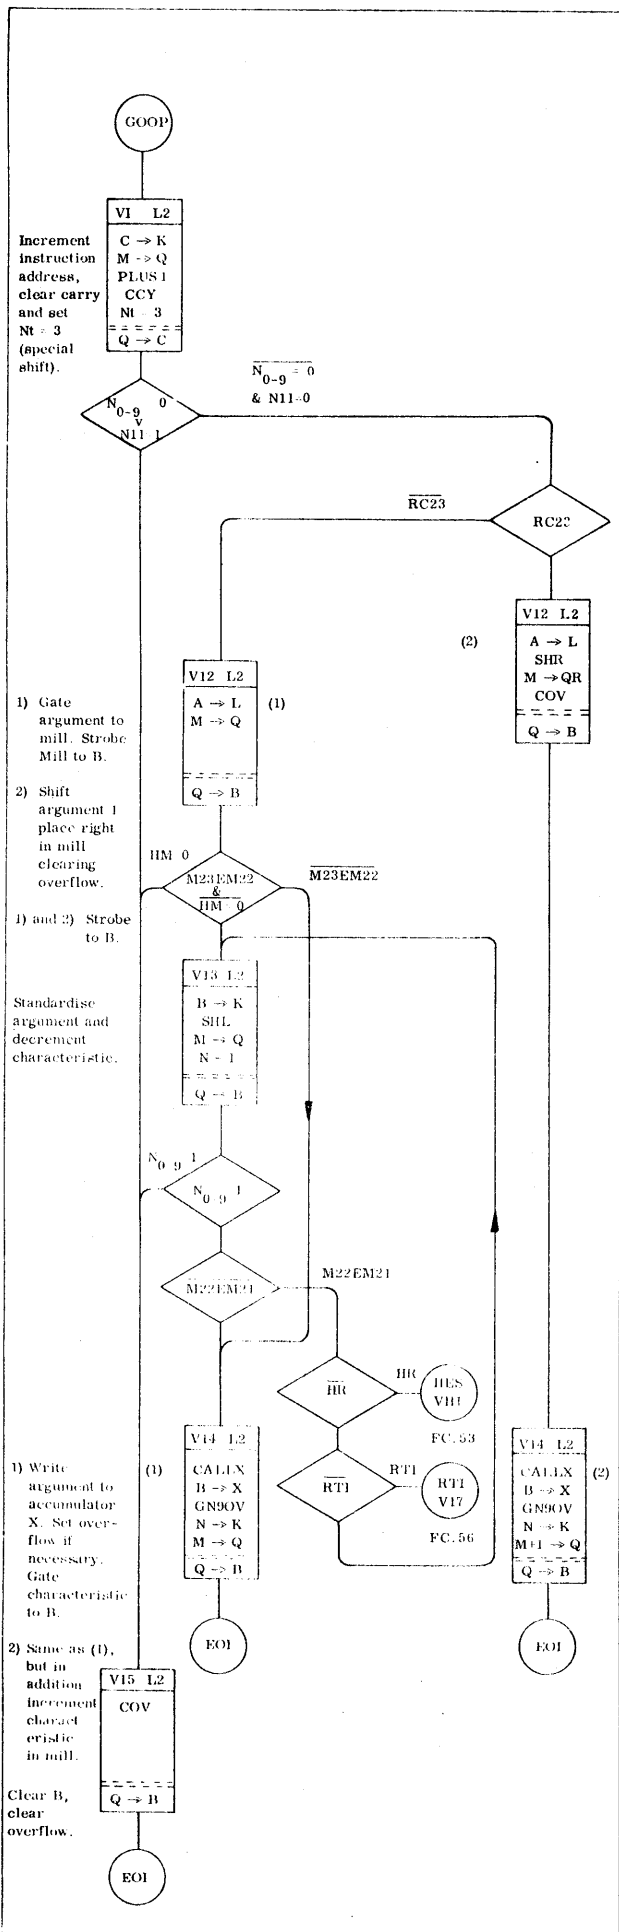 GOOP
VI L2
C → K
M → Q
PLUS 1
CCY
Nt = 3
Q → C
Increment
instruction
address,
clear carry
and set
Nt = 3
(special
shift).
N0-9 0
v
N11 1
N0-9 = 0
& N11=0
RC23
RC23
V12 L2
(2)
A → L
SHR
M → QR
COV
Q → B
V12 L2
(1)
A → L
M → Q
Q → B
1) Gate
argument to
mill. Strobe
Mill to B.
2) Shift
argument 1
place right
in mill
clearing
overflow.
1) and 2) Strobe
to B.
HM 0
M23EM22
&
HM=0
M23EM22
V13 L2
B → K
SHL
M → Q
N - 1
Q → B
Standardise
argument and
decrement
characteristic.
N0-9 1
N0-9 1
M22EM21
M22EM21
HR
HR
HES
VH1
FC.53
RT1
RT1
RT1
V17
FC.56
V14 L2
(1)
CALLX
B → X
GN9OV
N → K
M → Q
Q → B
EOI
V14 L2
(2)
CALLX
B → X
GN9OV
N → K
M+1 → Q
Q → B
EOI
1) Write
argument to
accumulator
X. Set over-
flow if
necessary.
Gate
characteristic
to B.
2) Same as (1),
but in
addition
increment
charact
eristic
in mill.
Clear B,
clear
overflow.
V15 L2
COV
Q → B
EOI